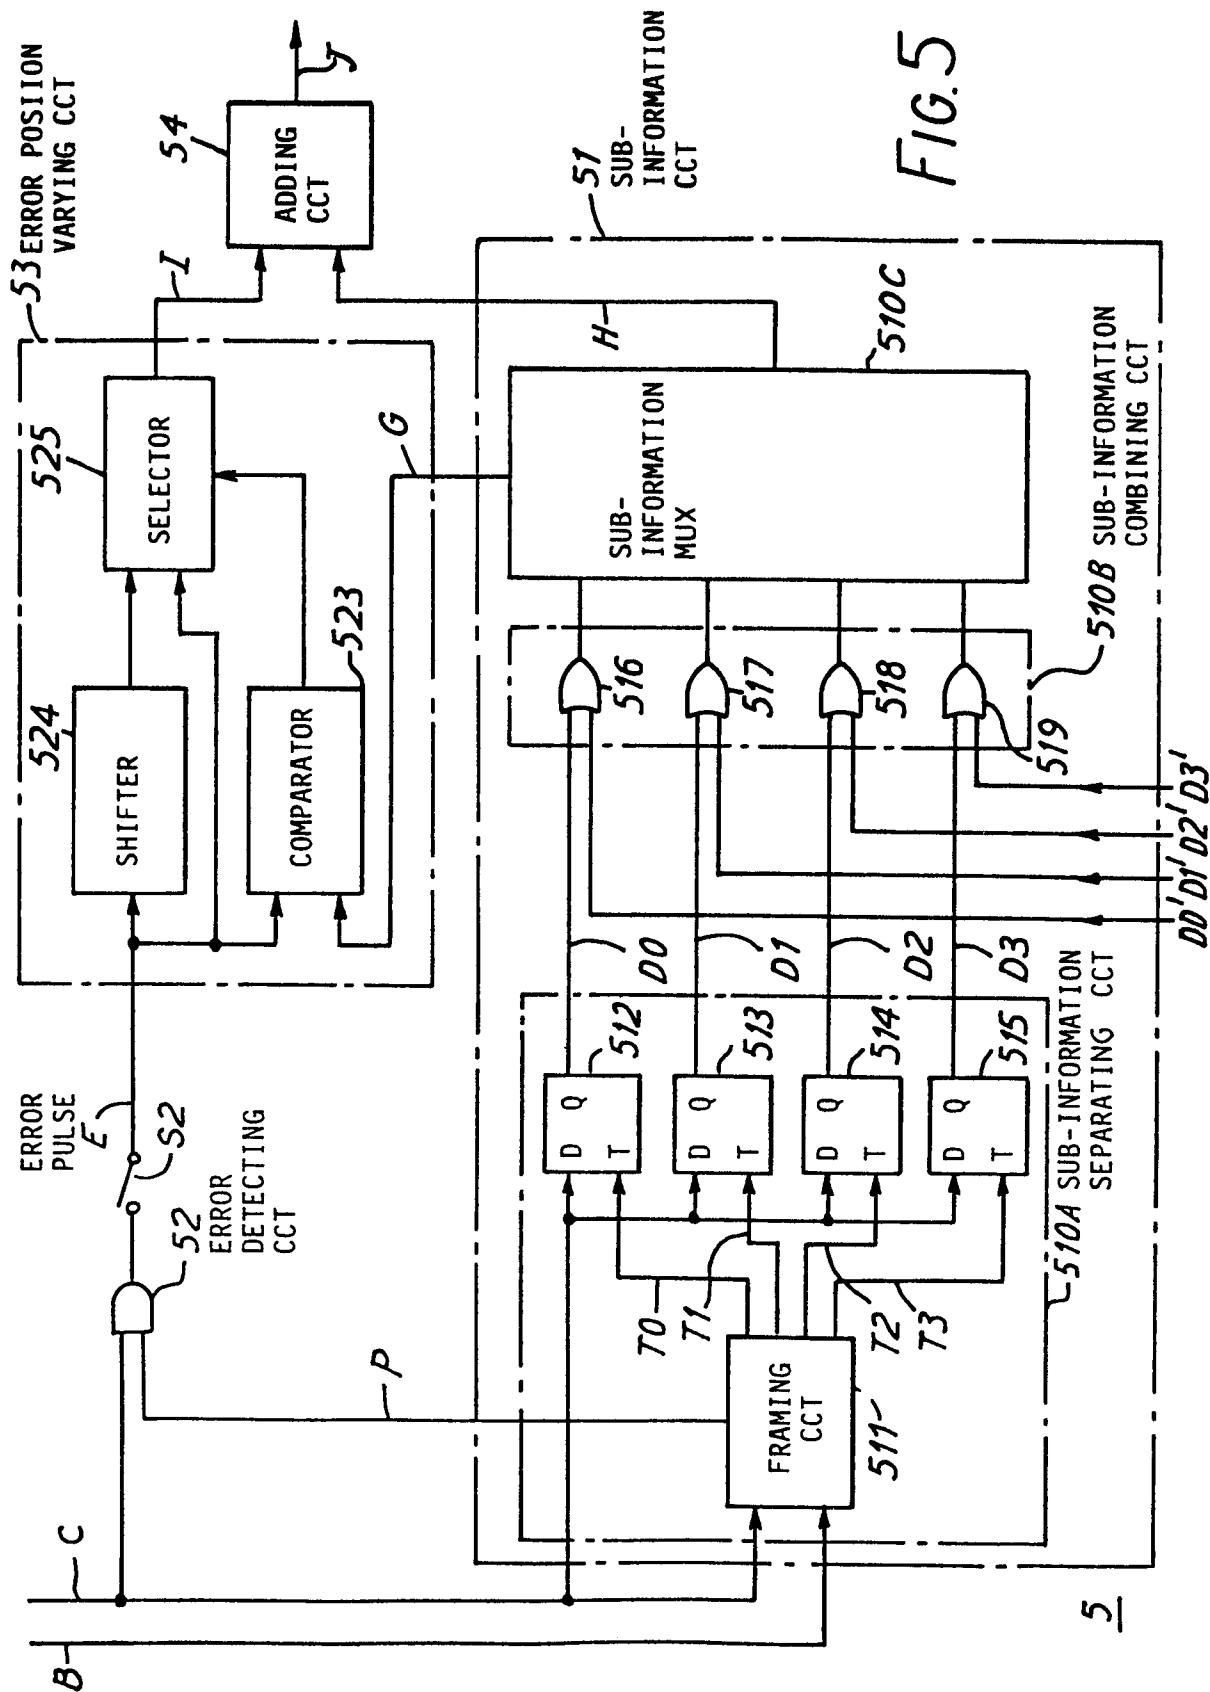 53 ERROR POSIION
VARYING CCT
524
SHIFTER
525
SELECTOR
523
COMPARATOR
I
54
ADDING
CCT
J
ERROR
PULSE
E
S2
52
ERROR
DETECTING
CCT
C
B
P
G
H
51
SUB-
INFORMATION
CCT
FRAMING
CCT
511
T0
T1
T2
T3
D Q
T
512
D Q
T
513
D Q
T
514
D Q
T
515
510A SUB-INFORMATION
SEPARATING CCT
D0
D1
D2
D3
516
517
518
519
D0' D1' D2' D3'
510B SUB-INFORMATION
COMBINING CCT
SUB-
INFORMATION
MUX
510C
5
FIG.5